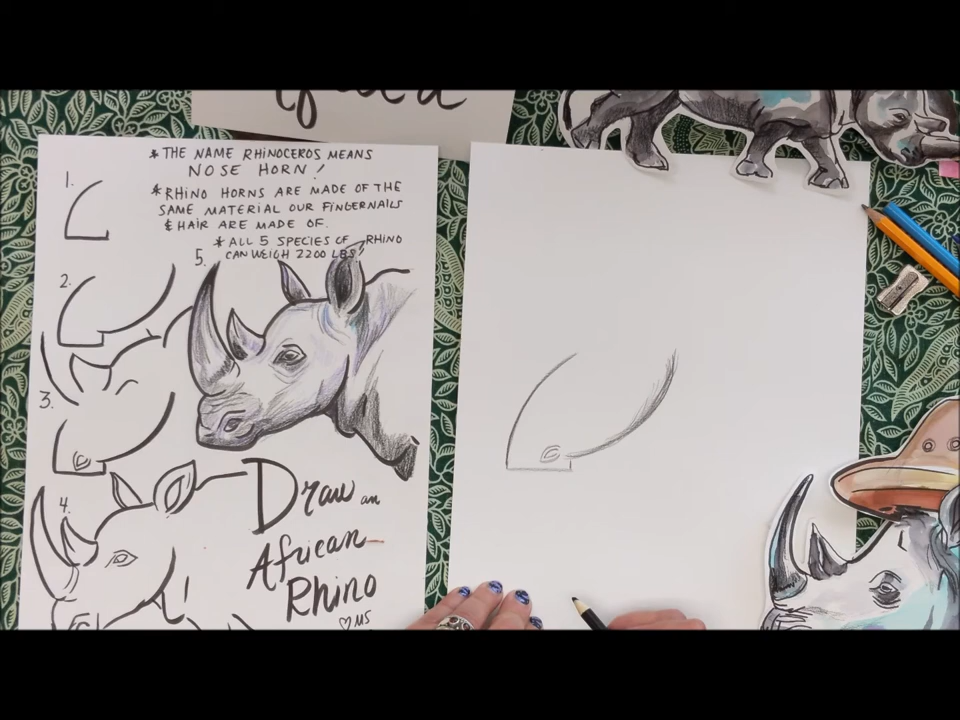 * THE NAME RHINOCEROS MEANS
NOSE HORN!
* RHINO HORNS ARE MADE OF THE
SAME MATERIAL OUR FINGERNAILS
& HAIR ARE MADE OF.
* ALL 5 SPECIES OF RHINO
CAN WEIGH 2200 LBS!
1.
2.
3.
4.
5.
Draw an
African
Rhino
♡ MS